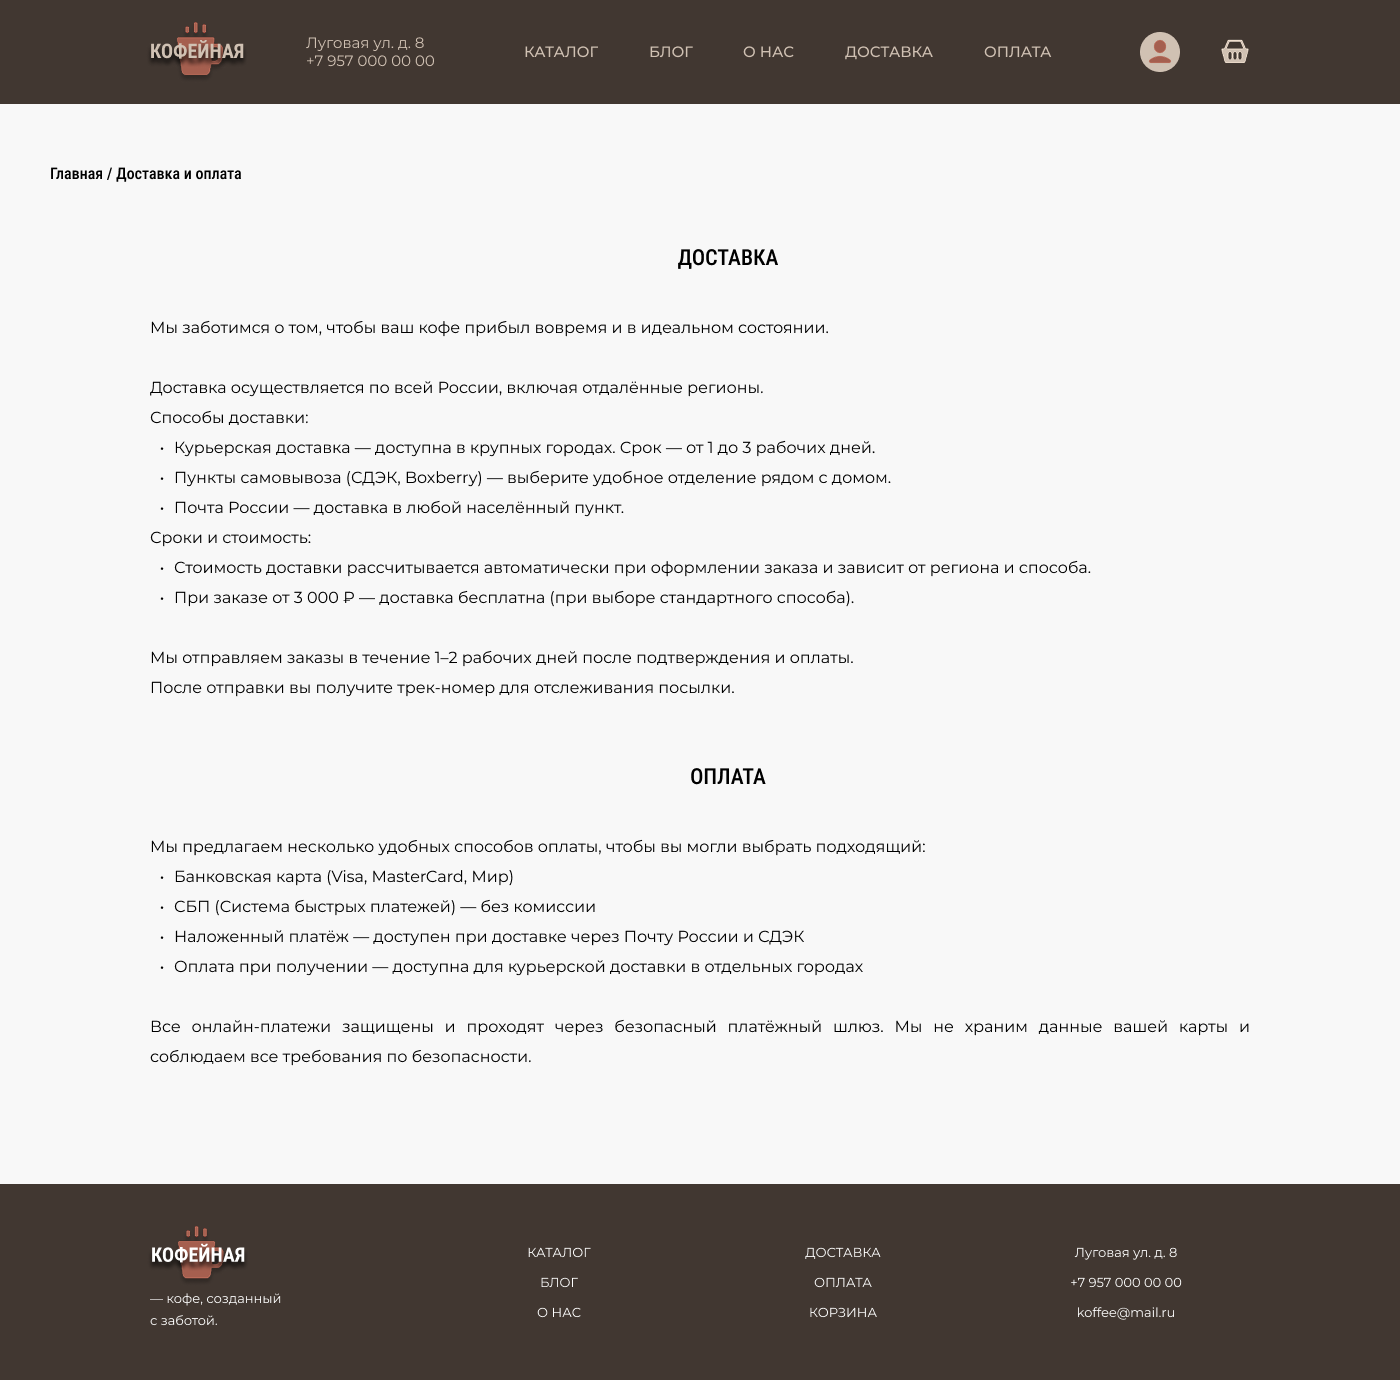 КОФЕЙНАЯ
Луговая ул. д. 8
+7 957 000 00 00
КАТАЛОГ
БЛОГ
О НАС
ДОСТАВКА
ОПЛАТА
Главная / Доставка и оплата
ДОСТАВКА
Мы заботимся о том, чтобы ваш кофе прибыл вовремя и в идеальном состоянии.
Доставка осуществляется по всей России, включая отдалённые регионы.
Способы доставки:
• Курьерская доставка — доступна в крупных городах. Срок — от 1 до 3 рабочих дней.
• Пункты самовывоза (СДЭК, Boxberry) — выберите удобное отделение рядом с домом.
• Почта России — доставка в любой населённый пункт.
Сроки и стоимость:
• Стоимость доставки рассчитывается автоматически при оформлении заказа и зависит от региона и способа.
• При заказе от 3 000 ₽ — доставка бесплатна (при выборе стандартного способа).
Мы отправляем заказы в течение 1–2 рабочих дней после подтверждения и оплаты.
После отправки вы получите трек-номер для отслеживания посылки.
ОПЛАТА
Мы предлагаем несколько удобных способов оплаты, чтобы вы могли выбрать подходящий:
• Банковская карта (Visa, MasterCard, Мир)
• СБП (Система быстрых платежей) — без комиссии
• Наложенный платёж — доступен при доставке через Почту России и СДЭК
• Оплата при получении — доступна для курьерской доставки в отдельных городах
Все онлайн-платежи защищены и проходят через безопасный платёжный шлюз. Мы не храним данные вашей карты и
соблюдаем все требования по безопасности.
КОФЕЙНАЯ
— кофе, созданный
с заботой.
КАТАЛОГ
БЛОГ
О НАС
ДОСТАВКА
ОПЛАТА
КОРЗИНА
Луговая ул. д. 8
+7 957 000 00 00
koffee@mail.ru